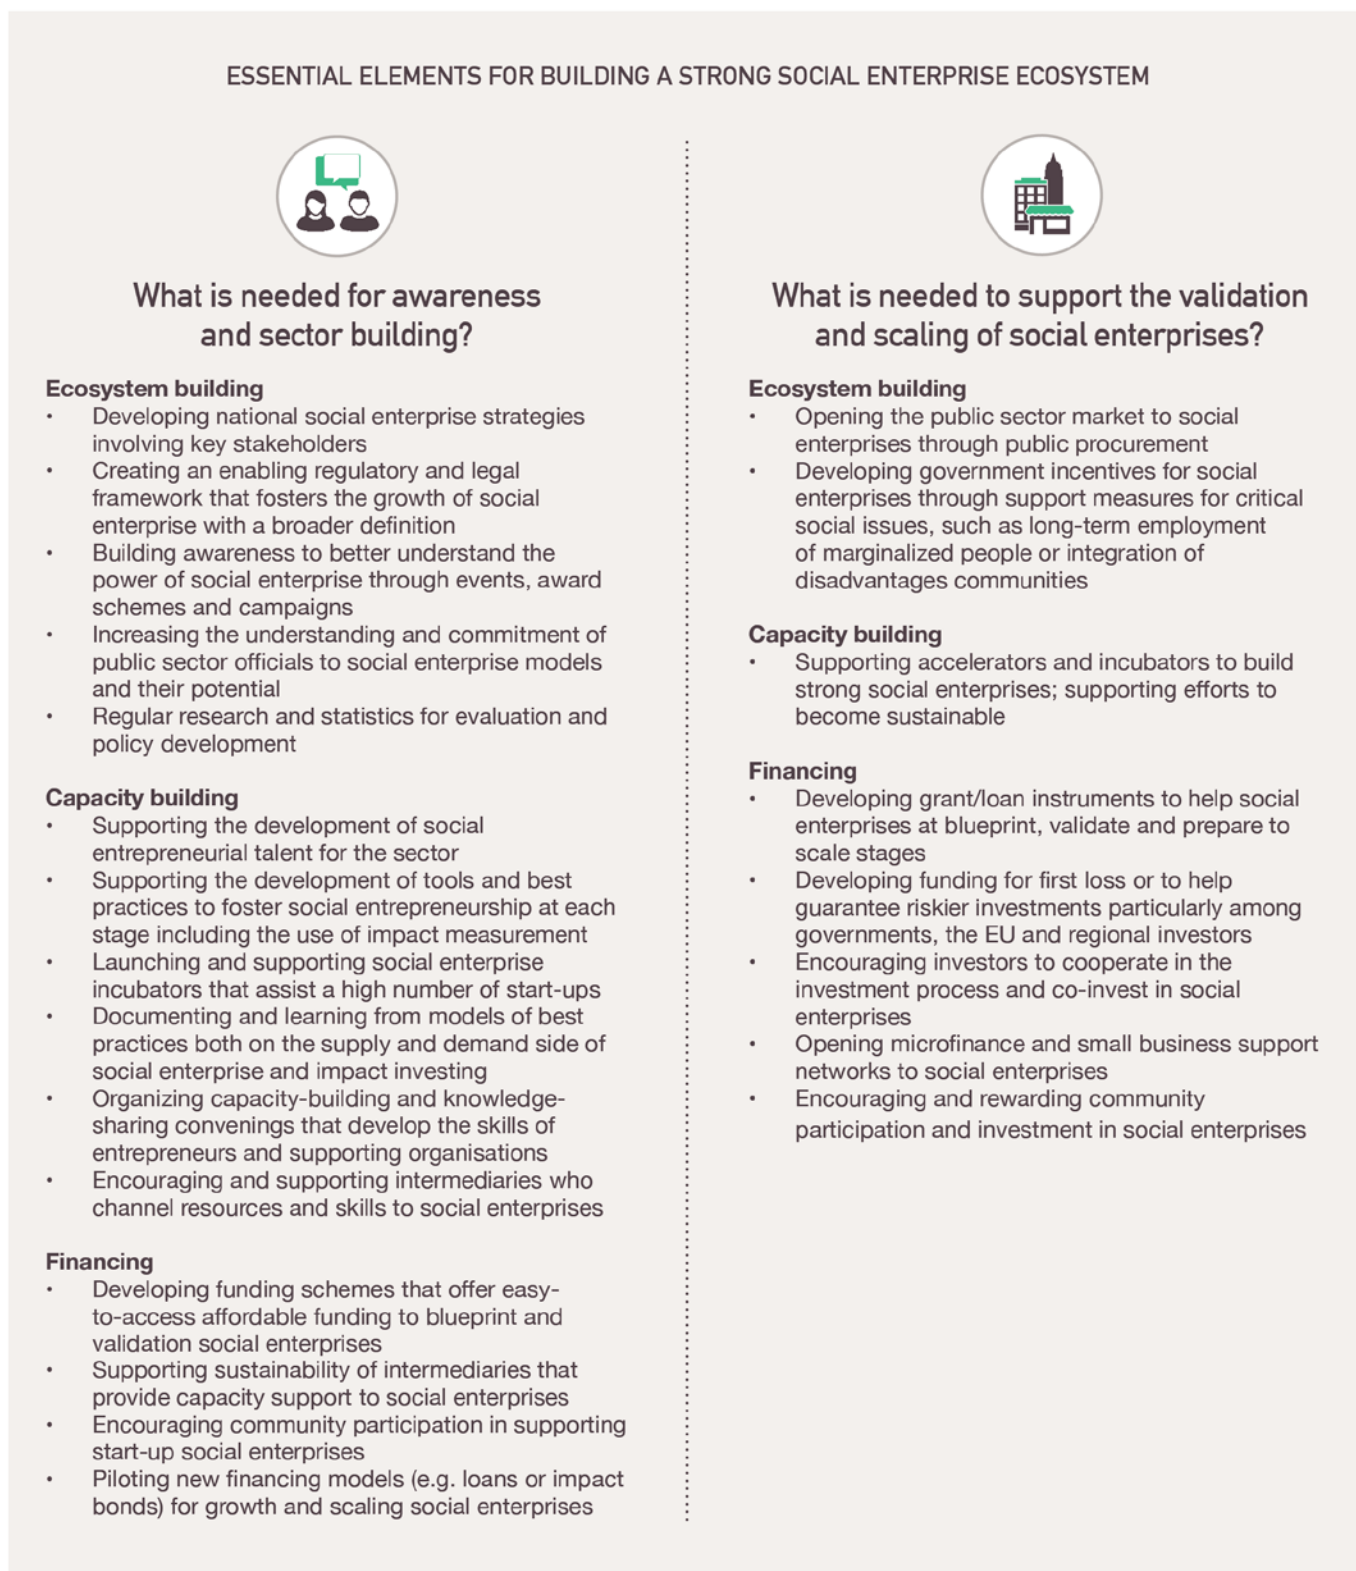 ESSENTIAL ELEMENTS FOR BUILDING A STRONG SOCIAL ENTERPRISE ECOSYSTEM
What is needed for awareness
and sector building?
Ecosystem building
• Developing national social enterprise strategies
involving key stakeholders
• Creating an enabling regulatory and legal
framework that fosters the growth of social
enterprise with a broader definition
• Building awareness to better understand the
power of social enterprise through events, award
schemes and campaigns
• Increasing the understanding and commitment of
public sector officials to social enterprise models
and their potential
• Regular research and statistics for evaluation and
policy development
Capacity building
• Supporting the development of social
entrepreneurial talent for the sector
• Supporting the development of tools and best
practices to foster social entrepreneurship at each
stage including the use of impact measurement
• Launching and supporting social enterprise
incubators that assist a high number of start-ups
• Documenting and learning from models of best
practices both on the supply and demand side of
social enterprise and impact investing
• Organizing capacity-building and knowledge-
sharing convenings that develop the skills of
entrepreneurs and supporting organisations
• Encouraging and supporting intermediaries who
channel resources and skills to social enterprises
Financing
• Developing funding schemes that offer easy-
to-access affordable funding to blueprint and
validation social enterprises
• Supporting sustainability of intermediaries that
provide capacity support to social enterprises
• Encouraging community participation in supporting
start-up social enterprises
• Piloting new financing models (e.g. loans or impact
bonds) for growth and scaling social enterprises
What is needed to support the validation
and scaling of social enterprises?
Ecosystem building
• Opening the public sector market to social
enterprises through public procurement
• Developing government incentives for social
enterprises through support measures for critical
social issues, such as long-term employment
of marginalized people or integration of
disadvantages communities
Capacity building
• Supporting accelerators and incubators to build
strong social enterprises; supporting efforts to
become sustainable
Financing
• Developing grant/loan instruments to help social
enterprises at blueprint, validate and prepare to
scale stages
• Developing funding for first loss or to help
guarantee riskier investments particularly among
governments, the EU and regional investors
• Encouraging investors to cooperate in the
investment process and co-invest in social
enterprises
• Opening microfinance and small business support
networks to social enterprises
• Encouraging and rewarding community
participation and investment in social enterprises